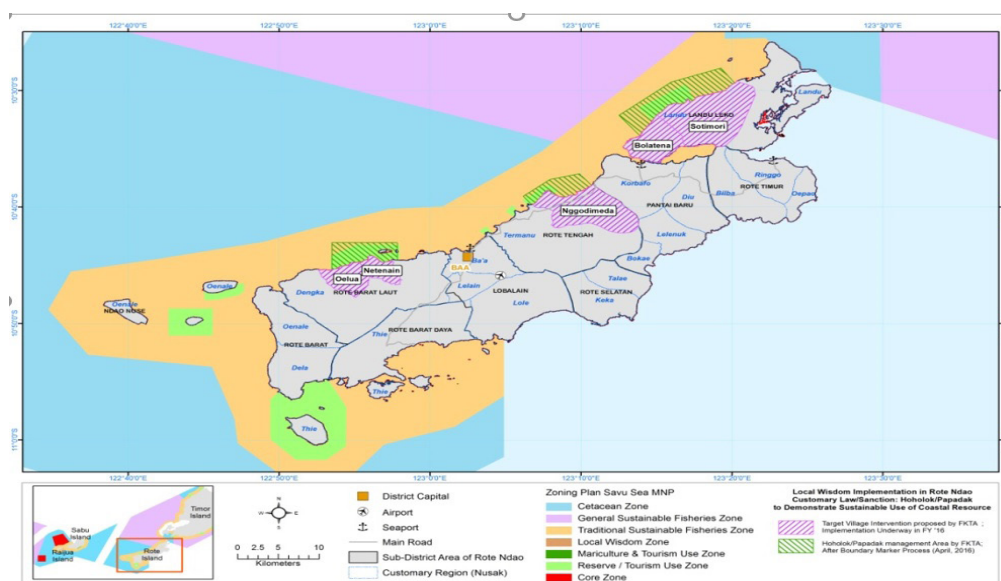 122°40'0"E 122°50'0"E 123°0'0"E 123°10'0"E 123°20'0"E 123°30'0"E
10°30'0"S
10°40'0"S
10°50'0"S
11°0'0"S
Landu
Landu LANDU LEKO
Sotimori
Bolatena
Korbafo
Ringgo
ROTE TIMUR
Bilba
Oepao
Diu
PANTAI BARU
Nggodimeda
Termanu
ROTE TENGAH
Lelenuk
Bokai
Ba'a
BAA
Netenain
Oelua
Dengka
ROTE BARAT LAUT
Lelain
LOBALAIN
Talae
ROTE SELATAN
Keka
Lole
Oenale
Oenale
NDAO NOSE
Oenale
Thie
ROTE BARAT DAYA
ROTE BARAT
Dela
Thie
Thie
122°40'0"E 122°50'0"E 123°0'0"E 123°10'0"E 123°20'0"E 123°30'0"E
Sabu
Island
Raijua
Island
Rote
Island
Timor
Island
N
W E
S
0 2.5 5 10
Kilometers
District Capital
Airport
Seaport
Main Road
Sub-District Area of Rote Ndao
Customary Region (Nusak)
Zoning Plan Savu Sea MNP
Cetacean Zone
General Sustainable Fisheries Zone
Traditional Sustainable Fisheries Zone
Local Wisdom Zone
Mariculture & Tourism Use Zone
Reserve / Tourism Use Zone
Core Zone
Local Wisdom Implementation in Rote Ndao
Customary Law/Sanction: Hoholok/Papadak
to Demonstrate Sustainable Use of Coastal Resource
Target Village Intervention proposed by FKTA ;
Implementation Underway in FY '16
Hoholok/Papadak management Area by FKTA;
After Boundary Marker Process (April, 2016)